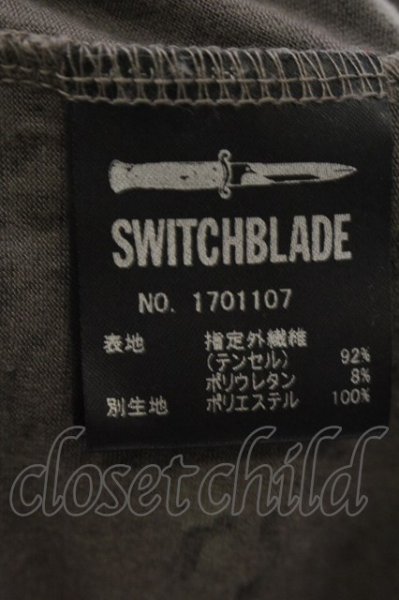 SWITCHBLADE
NO. 1701107
表地 指定外繊維
(テンセル) 92%
ポリウレタン 8%
別生地 ポリエステル 100%
closetchild